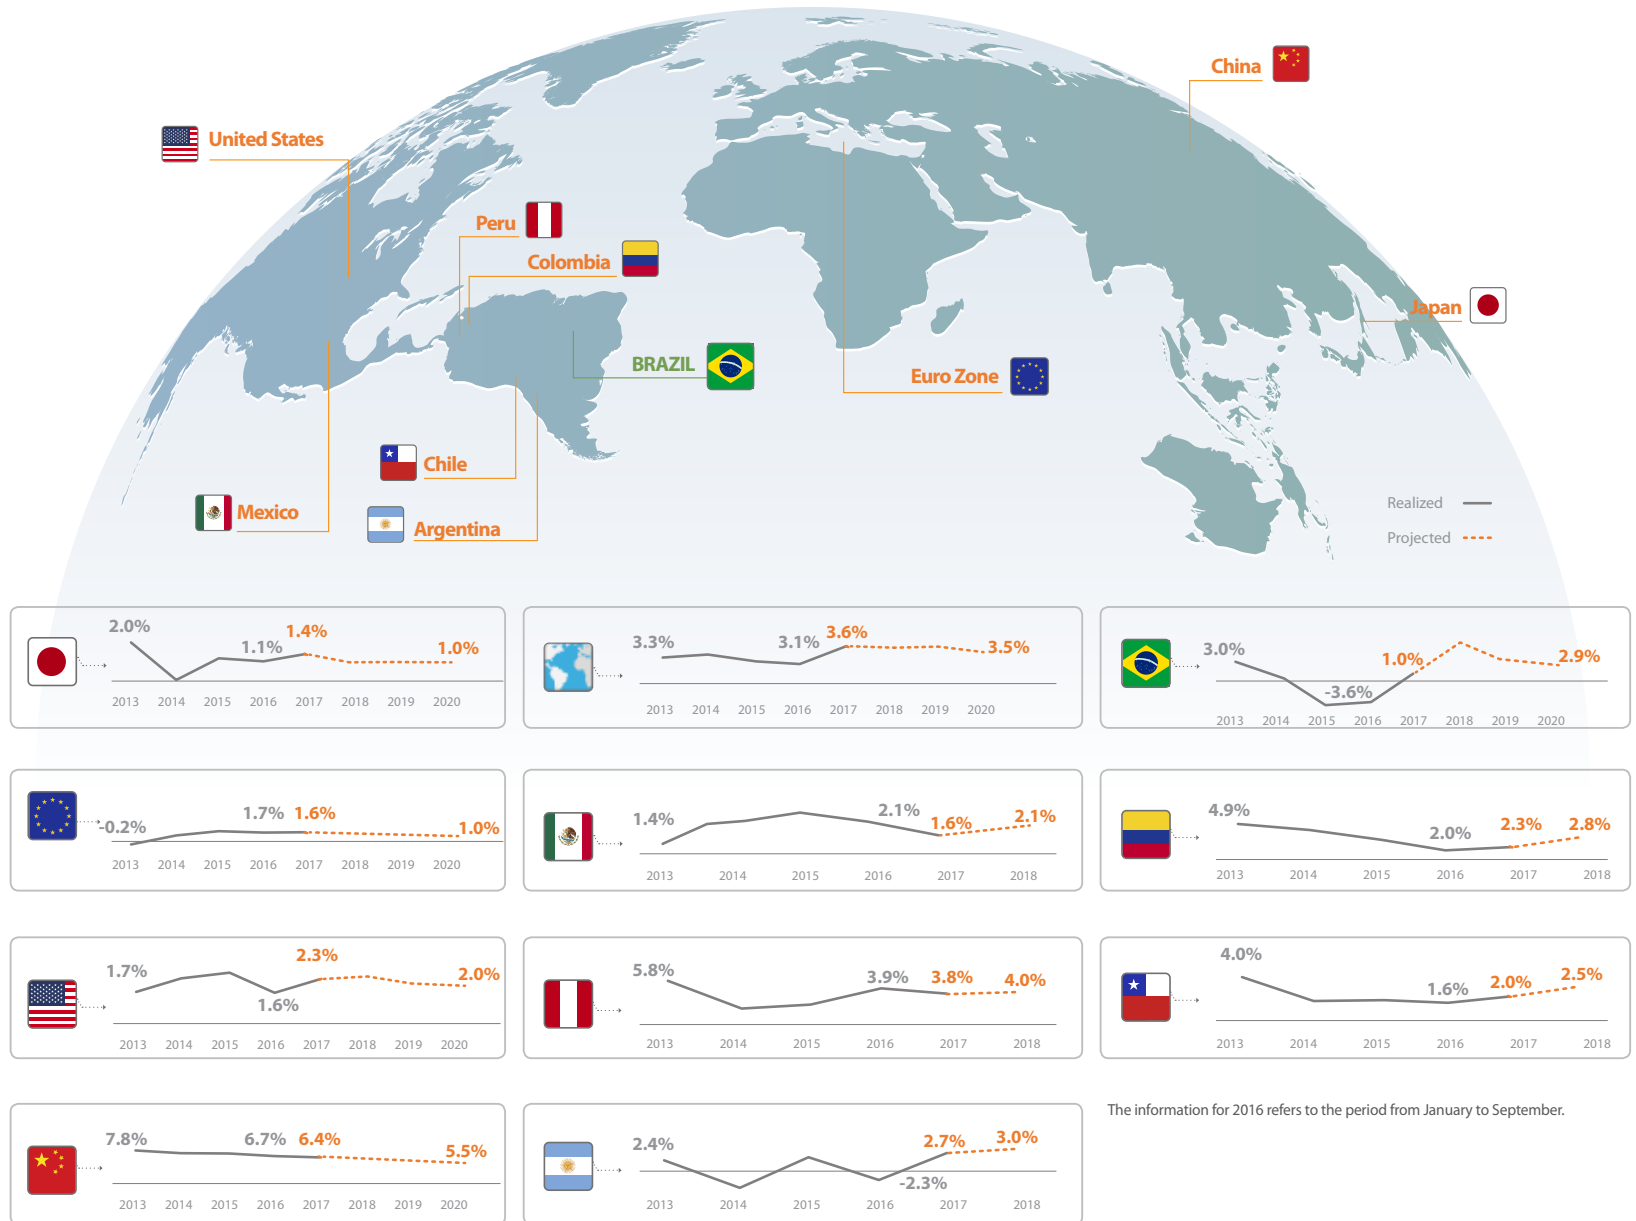 China
United States
Peru
Colombia
Japan
BRAZIL
Euro Zone
Chile
Mexico
Argentina
Realized
Projected
2.0% 1.1% 1.4% 1.0%
2013 2014 2015 2016 2017 2018 2019 2020
3.3% 3.1% 3.6% 3.5%
2013 2014 2015 2016 2017 2018 2019 2020
3.0% -3.6% 1.0% 2.9%
2013 2014 2015 2016 2017 2018 2019 2020
-0.2% 1.7% 1.6% 1.0%
2013 2014 2015 2016 2017 2018 2019 2020
1.4% 2.1% 1.6% 2.1%
2013 2014 2015 2016 2017 2018
4.9% 2.0% 2.3% 2.8%
2013 2014 2015 2016 2017 2018
1.7% 1.6% 2.3% 2.0%
2013 2014 2015 2016 2017 2018 2019 2020
5.8% 3.9% 3.8% 4.0%
2013 2014 2015 2016 2017 2018
4.0% 1.6% 2.0% 2.5%
2013 2014 2015 2016 2017 2018
7.8% 6.7% 6.4% 5.5%
2013 2014 2015 2016 2017 2018 2019 2020
2.4% -2.3% 2.7% 3.0%
2013 2014 2015 2016 2017 2018
The information for 2016 refers to the period from January to September.